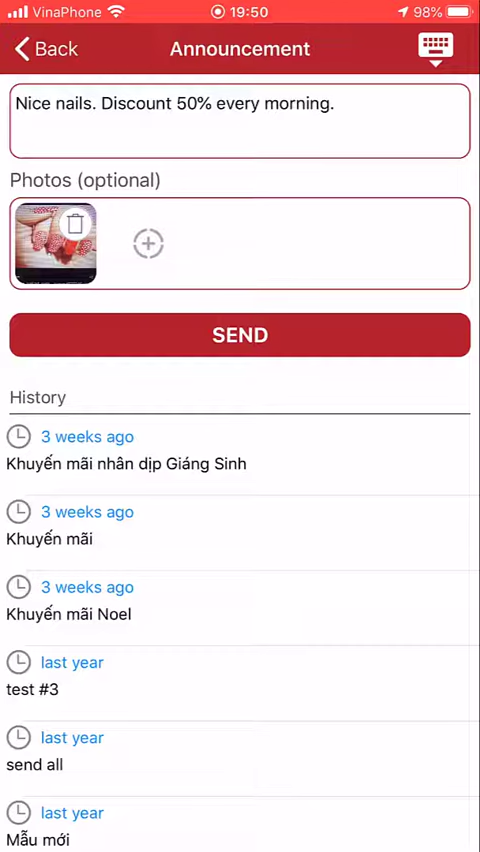 VinaPhone 19:50 98%
Back Announcement
Nice nails. Discount 50% every morning.
Photos (optional)
SEND
History
3 weeks ago
Khuyến mãi nhân dịp Giáng Sinh
3 weeks ago
Khuyến mãi
3 weeks ago
Khuyến mãi Noel
last year
test #3
last year
send all
last year
Mẫu mới